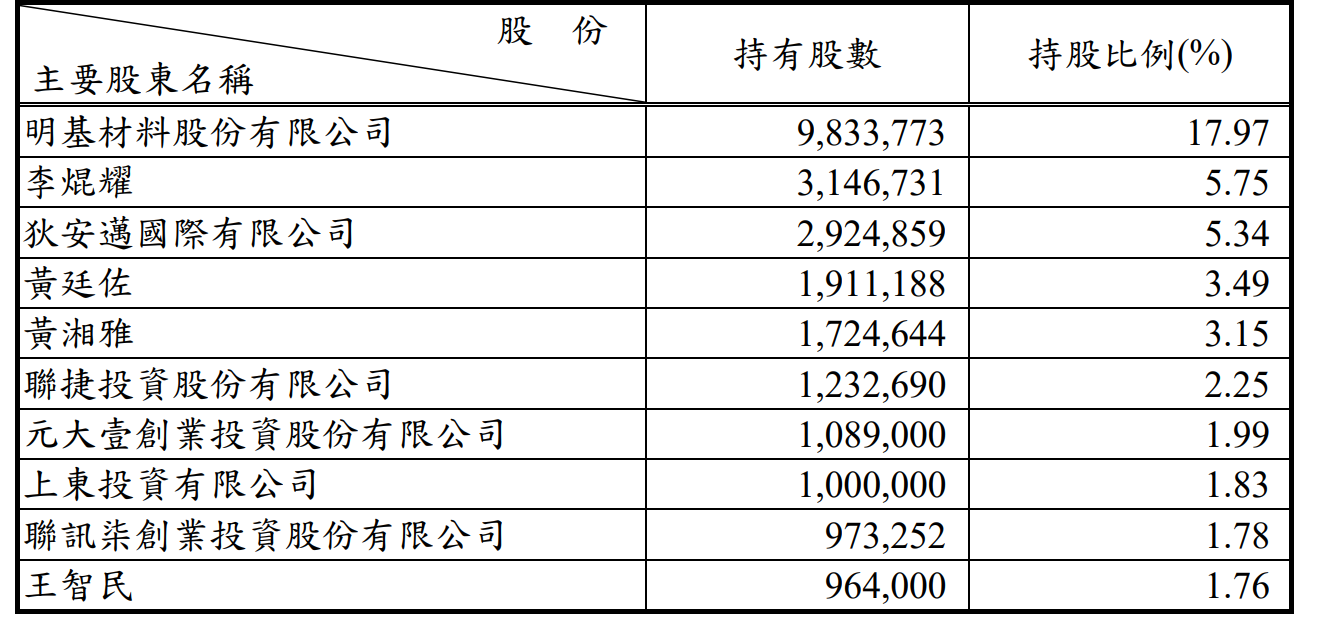 股 份
主要股東名稱
持有股數
持股比例(%)
明基材料股份有限公司 9,833,773 17.97
李焜耀 3,146,731 5.75
狄安邁國際有限公司 2,924,859 5.34
黃廷佐 1,911,188 3.49
黃湘雅 1,724,644 3.15
聯捷投資股份有限公司 1,232,690 2.25
元大壹創業投資股份有限公司 1,089,000 1.99
上東投資有限公司 1,000,000 1.83
聯訊柒創業投資股份有限公司 973,252 1.78
王智民 964,000 1.76